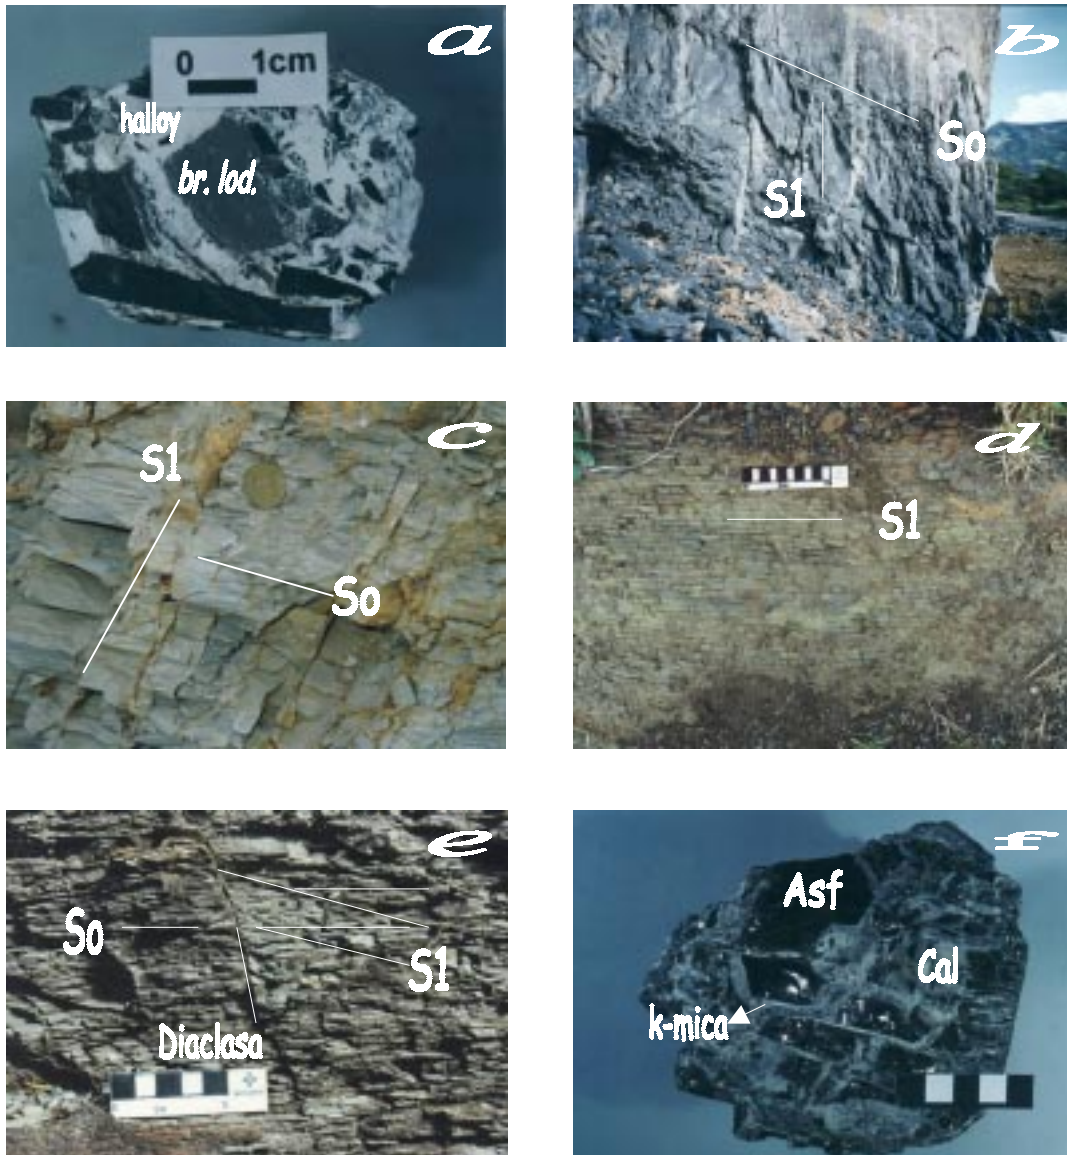 a
0 1cm
halloy
br. lod.
b
So
S1
c
S1
So
d
S1
e
So
S1
Diaclasa
f
Asf
Cal
k-mica